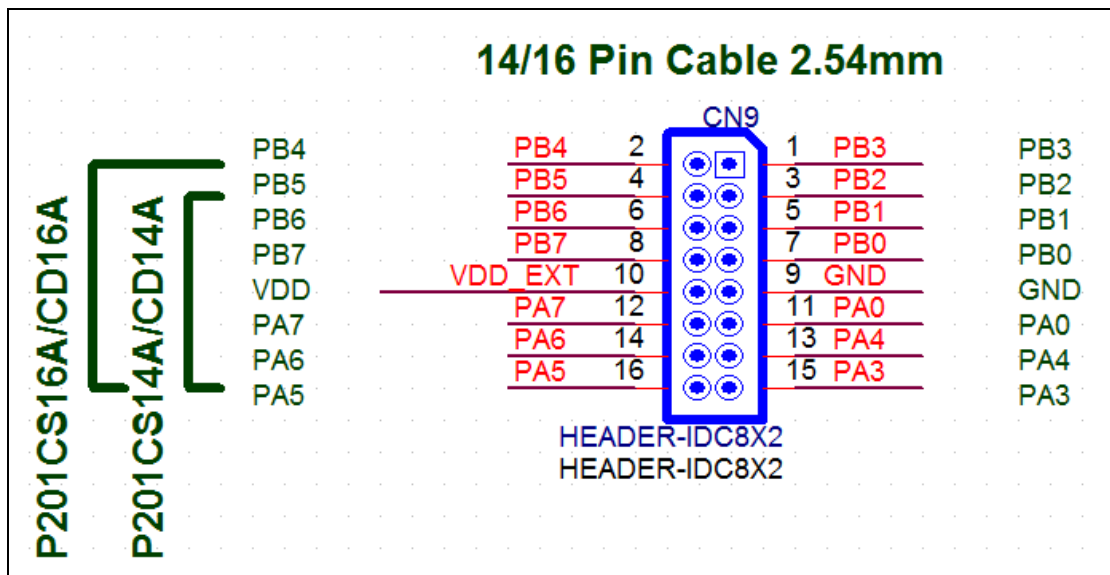 14/16 Pin Cable 2.54mm
CN9
PB4 PB4 2 1 PB3 PB3
PB5 PB5 4 3 PB2 PB2
PB6 PB6 6 5 PB1 PB1
PB7 PB7 8 7 PB0 PB0
VDD VDD_EXT 10 9 GND GND
PA7 PA7 12 11 PA0 PA0
PA6 PA6 14 13 PA4 PA4
PA5 PA5 16 15 PA3 PA3
HEADER-IDC8X2
HEADER-IDC8X2
P201CS16A/CD16A
P201CS14A/CD14A